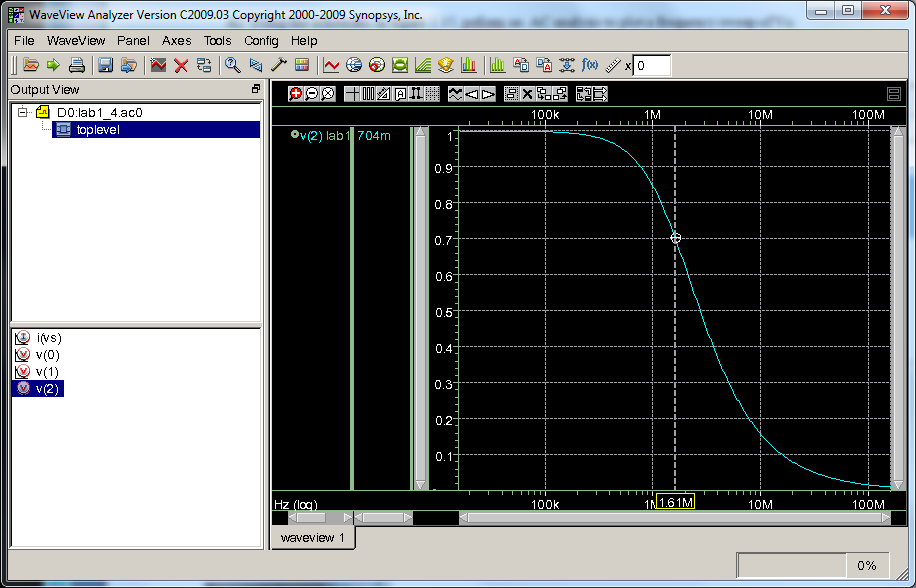 WaveView Analyzer Version C2009.03 Copyright 2000-2009 Synopsys, Inc.
File WaveView Panel Axes Tools Config Help
f(x) x 0
Output View
D0:lab1_4.ac0
toplevel
i(vs)
v(0)
v(1)
v(2)
100k 1M 10M 100M
v(2) lab1 704m
1
0.9
0.8
0.7
0.6
0.5
0.4
0.3
0.2
0.1
Hz (log) 100k 1.61M 10M 100M
waveview 1
0%